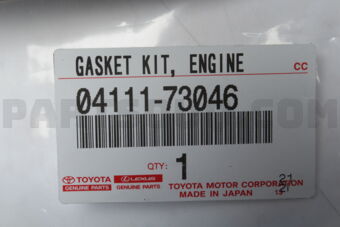 GASKET KIT, ENGINE
CC
04111-73046
QTY:
1
TOYOTA
GENUINE PARTS
LEXUS
GENUINE PARTS
TOYOTA MOTOR CORPORATION
MADE IN JAPAN